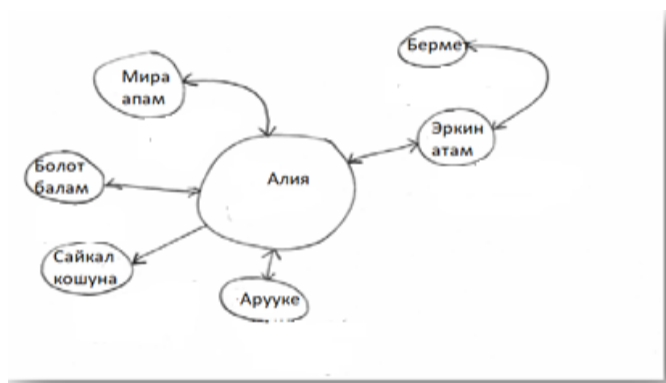 Бермет
Мира
апам
Эркин
атам
Болот
балам
Алия
Сайкал
кошуна
Арууке